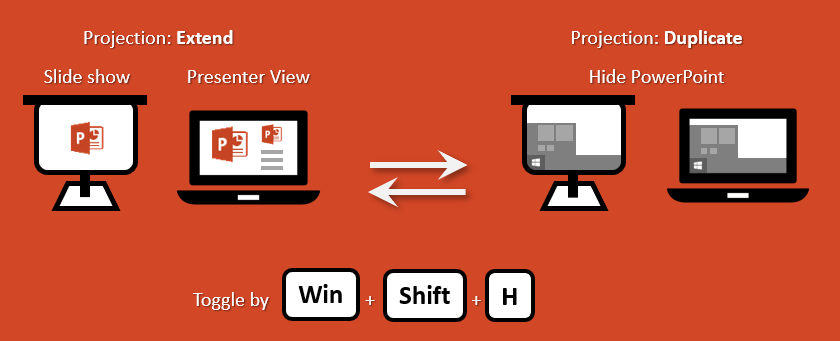 Projection: Extend
Projection: Duplicate
Slide show
Presenter View
Hide PowerPoint
P
P
P
Toggle by Win + Shift + H